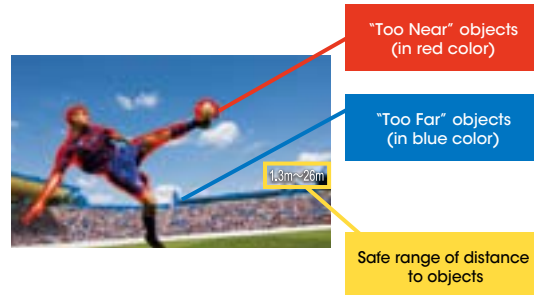 "Too Near" objects
(in red color)
"Too Far" objects
(in blue color)
1.3m~26m
Safe range of distance
to objects